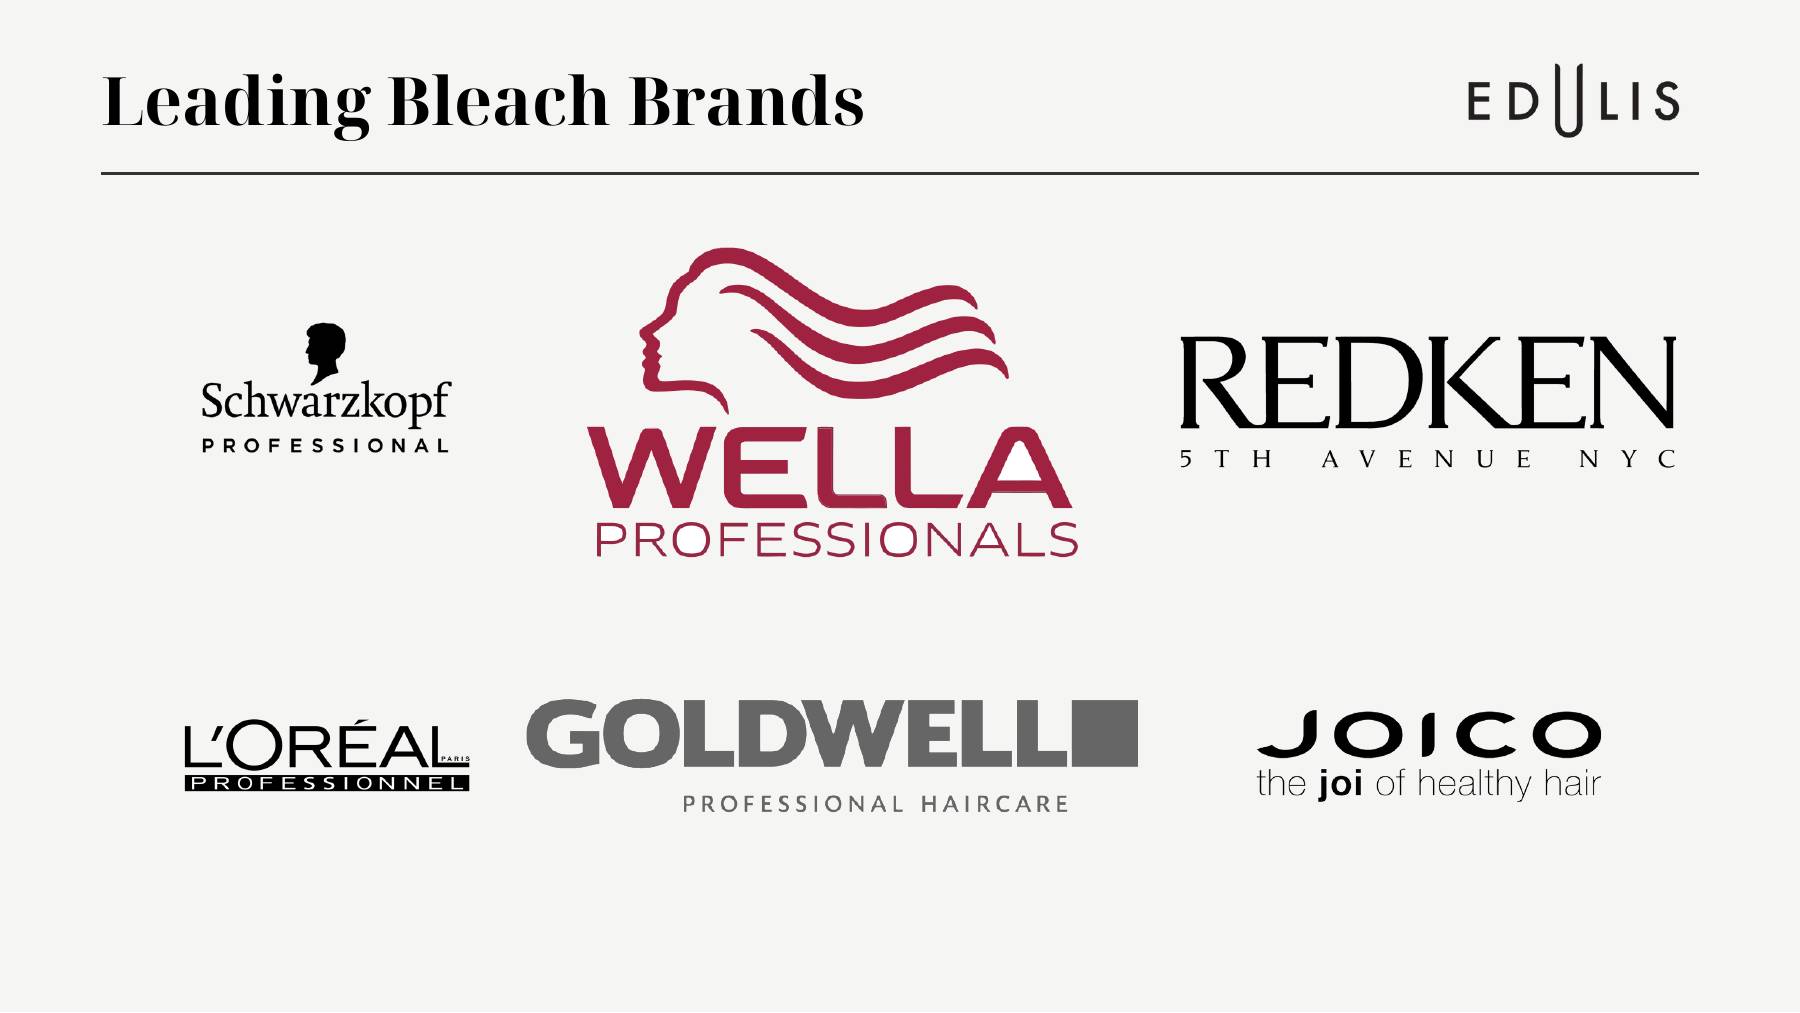 Leading Bleach Brands
EDULIS
Schwarzkopf
PROFESSIONAL
WELLA
PROFESSIONALS
REDKEN
5TH AVENUE NYC
L'ORÉAL
PARIS
PROFESSIONNEL
GOLDWELL
PROFESSIONAL HAIRCARE
JOICO
the joi of healthy hair